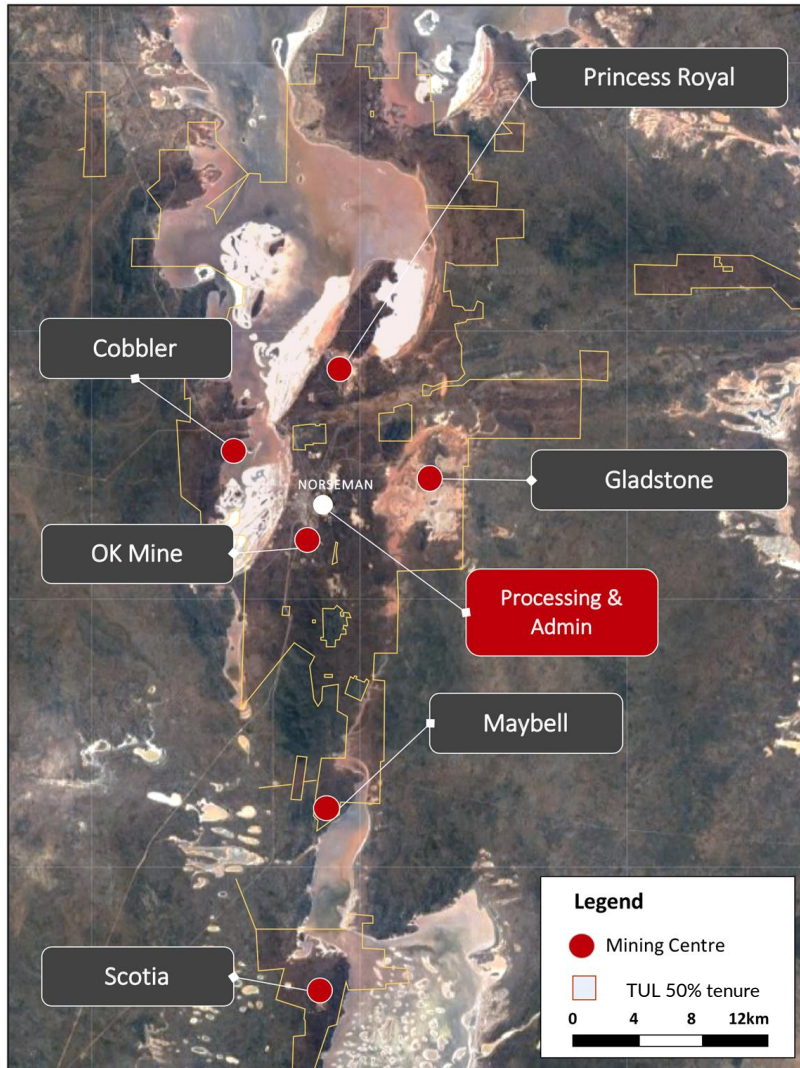 Princess Royal
Cobbler
Gladstone
NORSEMAN
OK Mine
Processing &
Admin
Maybell
Scotia
Legend
Mining Centre
TUL 50% tenure
0 4 8 12km